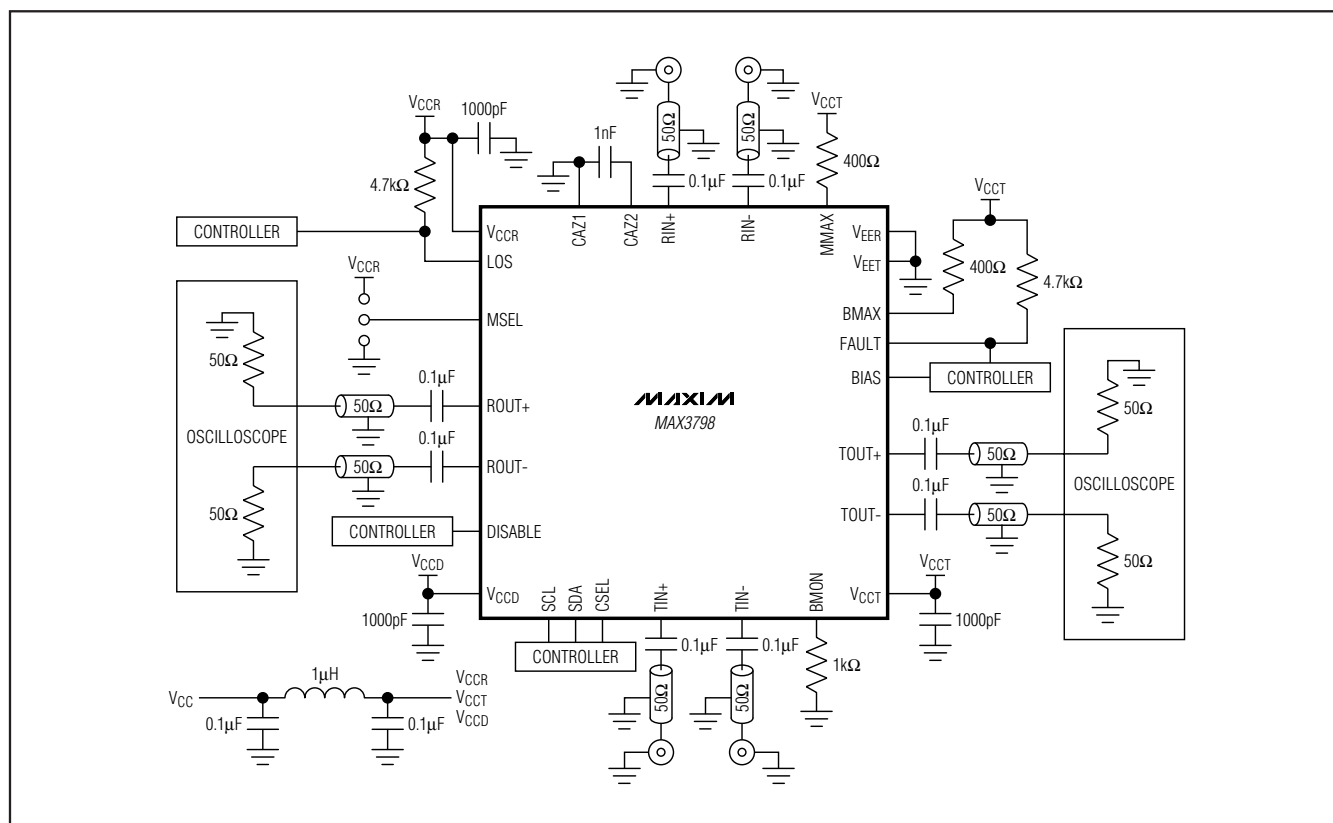 VCCR
1000pF
4.7kΩ
1nF
50Ω
50Ω
0.1µF
0.1µF
VCCT
400Ω
VCCT
400Ω
4.7kΩ
CONTROLLER
VCCR
LOS
CAZ1
CAZ2
RIN+
RIN-
MMAX
VEER
VEET
BMAX
FAULT
BIAS
CONTROLLER
VCCR
MSEL
50Ω
OSCILLOSCOPE
50Ω
50Ω
0.1µF
ROUT+
50Ω
0.1µF
ROUT-
MAXIM
MAX3798
TOUT+
0.1µF
50Ω
TOUT-
0.1µF
50Ω
50Ω
OSCILLOSCOPE
50Ω
CONTROLLER
DISABLE
VCCD
VCCD
1000pF
SCL
SDA
CSEL
TIN+
TIN-
BMON
VCCT
VCCT
1000pF
CONTROLLER
0.1µF
50Ω
0.1µF
50Ω
1kΩ
VCC
1µH
0.1µF
0.1µF
VCCR
VCCT
VCCD